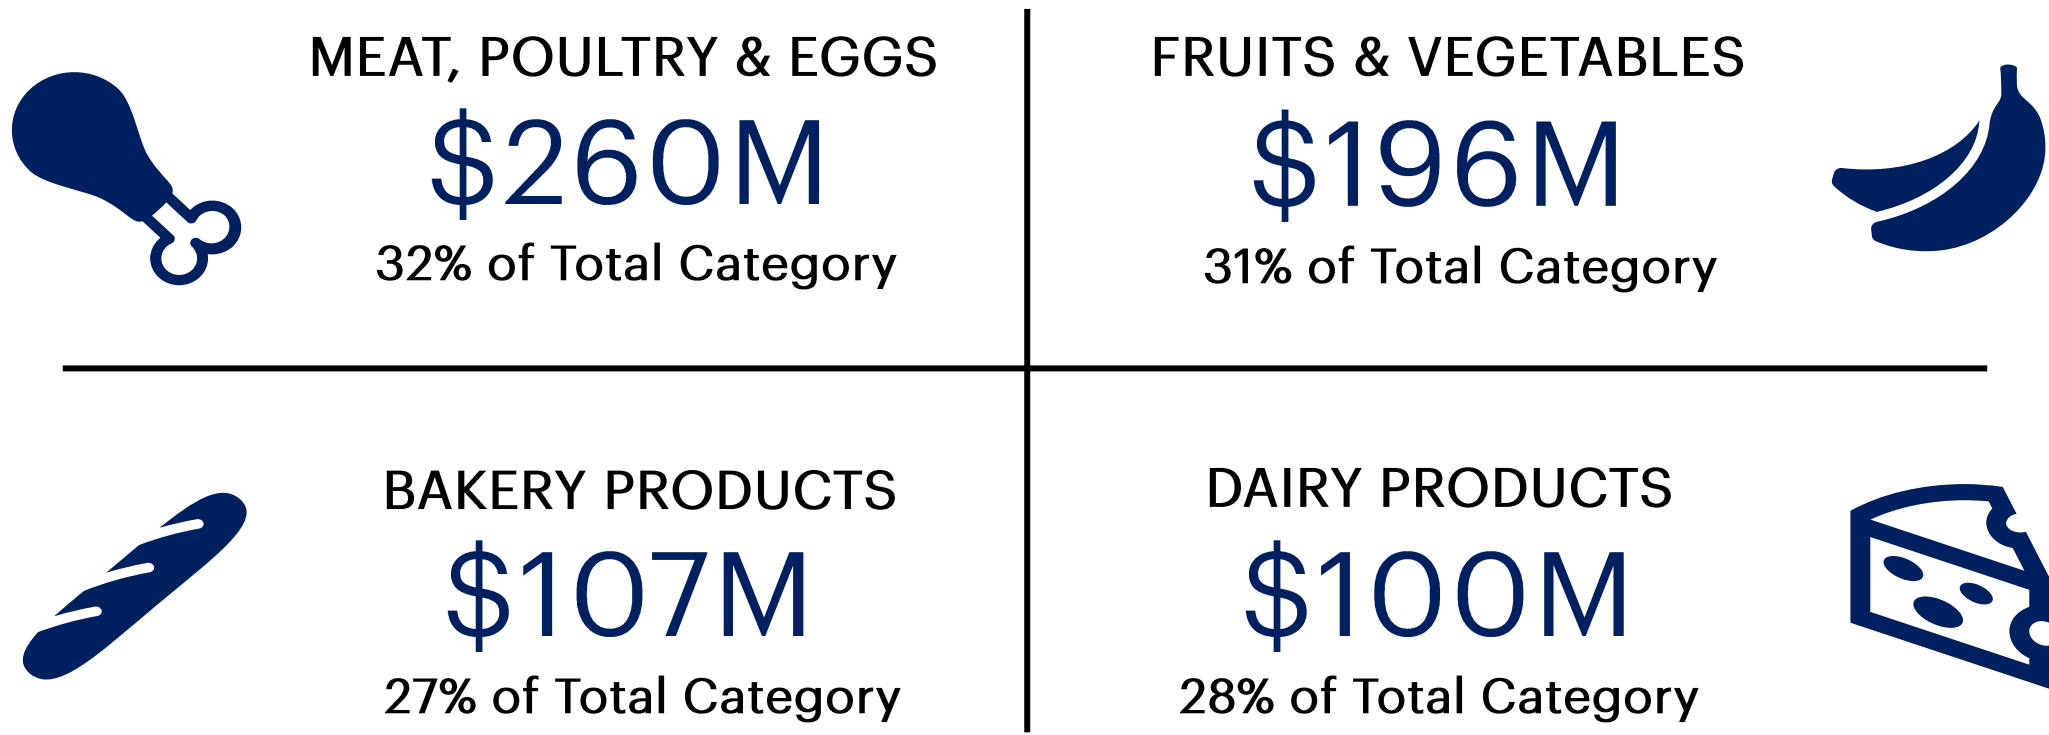 MEAT, POULTRY & EGGS
$260M
32% of Total Category
FRUITS & VEGETABLES
$196M
31% of Total Category
BAKERY PRODUCTS
$107M
27% of Total Category
DAIRY PRODUCTS
$100M
28% of Total Category